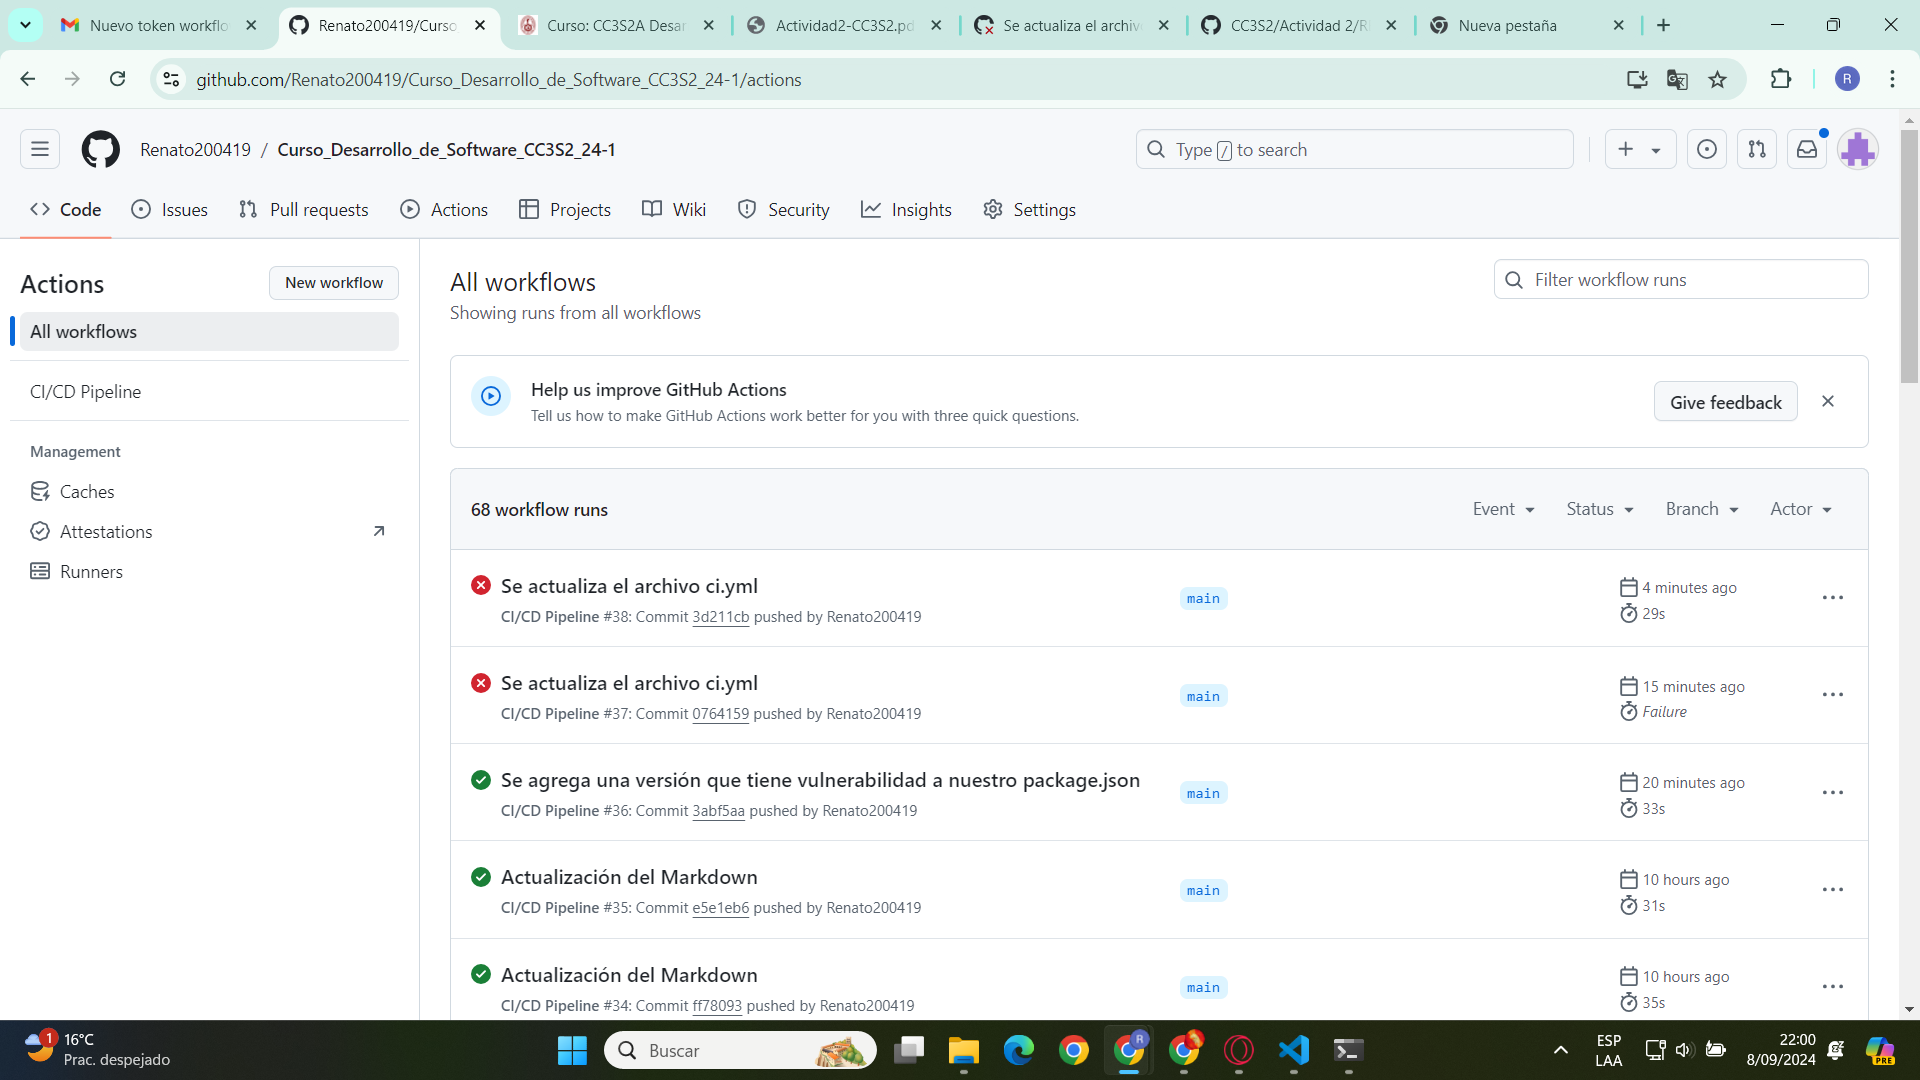 Nuevo token workflo
Renato200419/Curso_
Curso: CC3S2A Desar
Actividad2-CC3S2.pd
Se actualiza el archivo
CC3S2/Actividad 2/R
Nueva pestaña
github.com/Renato200419/Curso_Desarrollo_de_Software_CC3S2_24-1/actions
R
Renato200419 / Curso_Desarrollo_de_Software_CC3S2_24-1
Type / to search
Code
Issues
Pull requests
Actions
Projects
Wiki
Security
Insights
Settings
Actions
New workflow
All workflows
CI/CD Pipeline
Management
Caches
Attestations
Runners
All workflows
Showing runs from all workflows
Filter workflow runs
Help us improve GitHub Actions
Tell us how to make GitHub Actions work better for you with three quick questions.
Give feedback
68 workflow runs
Event
Status
Branch
Actor
Se actualiza el archivo ci.yml
CI/CD Pipeline #38: Commit 3d211cb pushed by Renato200419
main
4 minutes ago
29s
Se actualiza el archivo ci.yml
CI/CD Pipeline #37: Commit 0764159 pushed by Renato200419
main
15 minutes ago
Failure
Se agrega una versión que tiene vulnerabilidad a nuestro package.json
CI/CD Pipeline #36: Commit 3abf5aa pushed by Renato200419
main
20 minutes ago
33s
Actualización del Markdown
CI/CD Pipeline #35: Commit e5e1eb6 pushed by Renato200419
main
10 hours ago
31s
Actualización del Markdown
CI/CD Pipeline #34: Commit ff78093 pushed by Renato200419
main
10 hours ago
35s
1
16°C
Prac. despejado
Buscar
R
ESP
LAA
22:00
8/09/2024
PRE